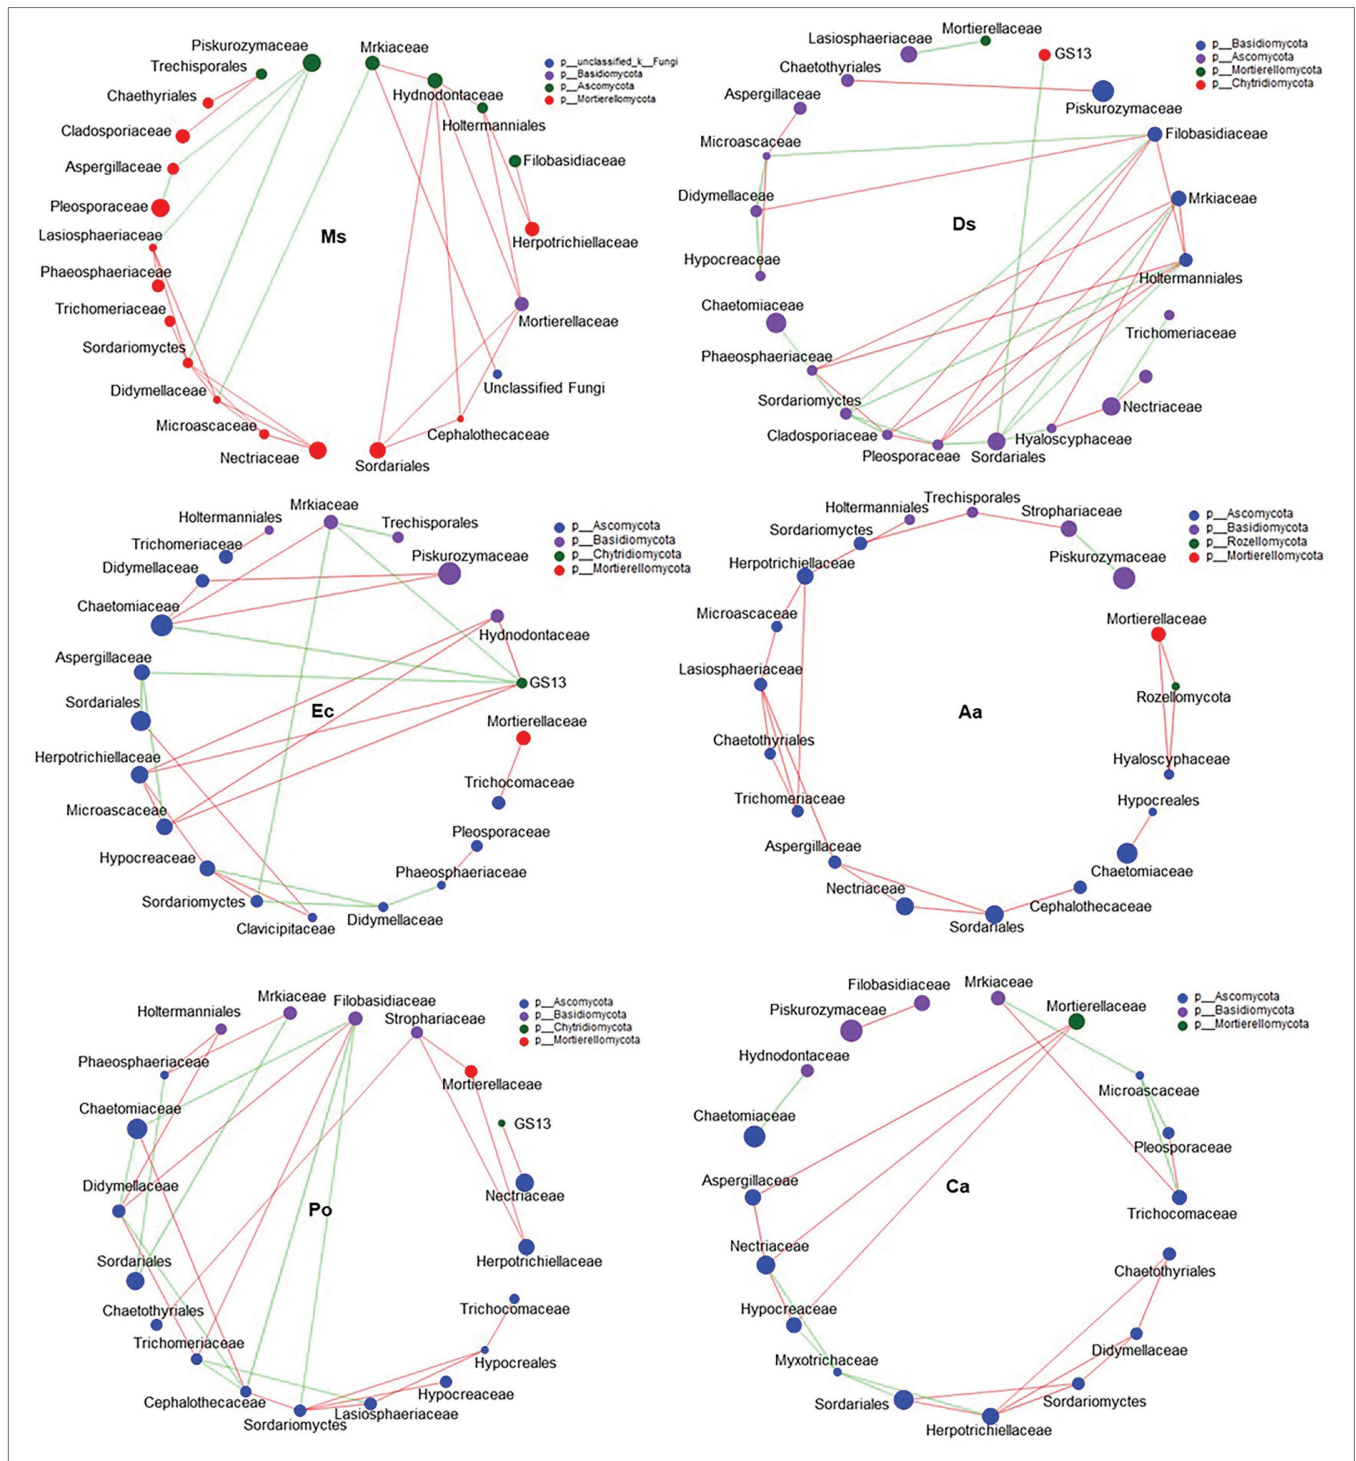 Piskurozymaceae
Trechisporales
Chaethyriales
Cladosporiaceae
Aspergillaceae
Pleosporaceae
Lasiosphaeriaceae
Phaeosphaeriaceae
Trichomeriaceae
Sordariomyctes
Didymellaceae
Microascaceae
Nectriaceae
Mrkiaceae
Hydnodontaceae
Holtermanniales
Filobasidiaceae
Herpotrichiellaceae
Mortierellaceae
Unclassified Fungi
Cephalothecaceae
Sordariales
Ms
p__unclassified_k__Fungi
p__Basidiomycota
p__Ascomycota
p__Mortierellomycota
Mortierellaceae
Lasiosphaeriaceae
GS13
Chaetothyriales
Piskurozymaceae
Aspergillaceae
Filobasidiaceae
Microascaceae
Didymellaceae
Mrkiaceae
Ds
Hypocreaceae
Holtermanniales
Chaetomiaceae
Trichomeriaceae
Phaeosphaeriaceae
Sordariomyctes
Nectriaceae
Cladosporiaceae
Hyaloscyphaceae
Pleosporaceae
Sordariales
p__Basidiomycota
p__Ascomycota
p__Mortierellomycota
p__Chytridiomycota
Mrkiaceae
Holtermanniales
Trechisporales
Trichomeriaceae
Piskurozymaceae
Didymellaceae
Chaetomiaceae
Hydnodontaceae
Aspergillaceae
GS13
Sordariales
Ec
Mortierellaceae
Herpotrichiellaceae
Trichocomaceae
Microascaceae
Pleosporaceae
Hypocreaceae
Phaeosphaeriaceae
Sordariomyctes
Clavicipitaceae
Didymellaceae
p__Ascomycota
p__Basidiomycota
p__Chytridiomycota
p__Mortierellomycota
Trechisporales
Holtermanniales
Strophariaceae
Sordariomyctes
Piskurozymaceae
Herpotrichiellaceae
Microascaceae
Mortierellaceae
Lasiosphaeriaceae
Rozellomycota
Aa
Chaetothyriales
Hyaloscyphaceae
Trichomeriaceae
Hypocreales
Aspergillaceae
Chaetomiaceae
Nectriaceae
Cephalothecaceae
Sordariales
p__Ascomycota
p__Basidiomycota
p__Rozellomycota
p__Mortierellomycota
Mrkiaceae
Filobasidiaceae
Holtermanniales
Strophariaceae
Phaeosphaeriaceae
Mortierellaceae
Chaetomiaceae
GS13
Didymellaceae
Nectriaceae
Po
Sordariales
Herpotrichiellaceae
Chaetothyriales
Trichocomaceae
Trichomeriaceae
Hypocreales
Cephalothecaceae
Hypocreaceae
Lasiosphaeriaceae
Sordariomyctes
p__Ascomycota
p__Basidiomycota
p__Chytridiomycota
p__Mortierellomycota
Mrkiaceae
Filobasidiaceae
Piskurozymaceae
Mortierellaceae
Hydnodontaceae
Microascaceae
Chaetomiaceae
Pleosporaceae
Aspergillaceae
Ca
Trichocomaceae
Nectriaceae
Chaetothyriales
Hypocreaceae
Didymellaceae
Myxotrichaceae
Sordariomyctes
Sordariales
Herpotrichiellaceae
p__Ascomycota
p__Basidiomycota
p__Mortierellomycota